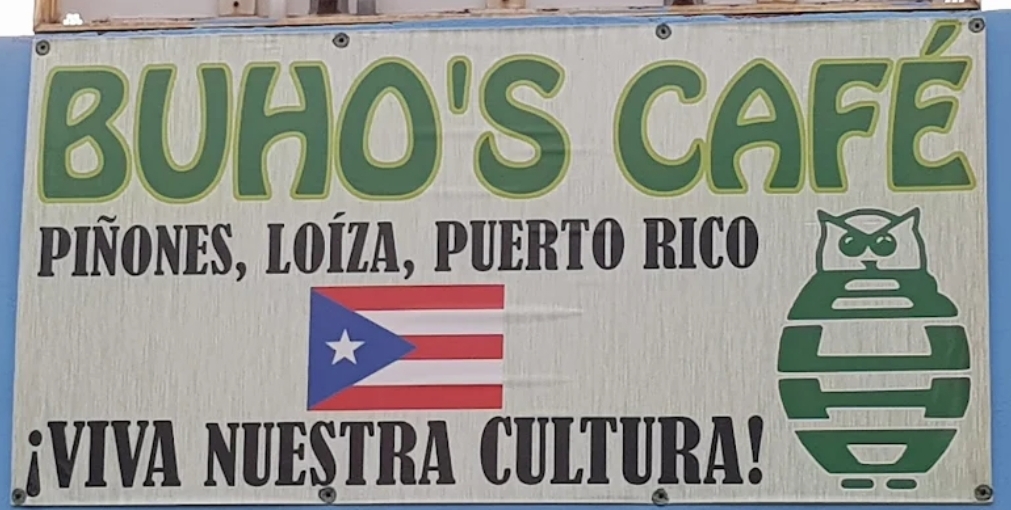 BUHO'S CAFÉ
PIÑONES, LOÍZA, PUERTO RICO
¡VIVA NUESTRA CULTURA!